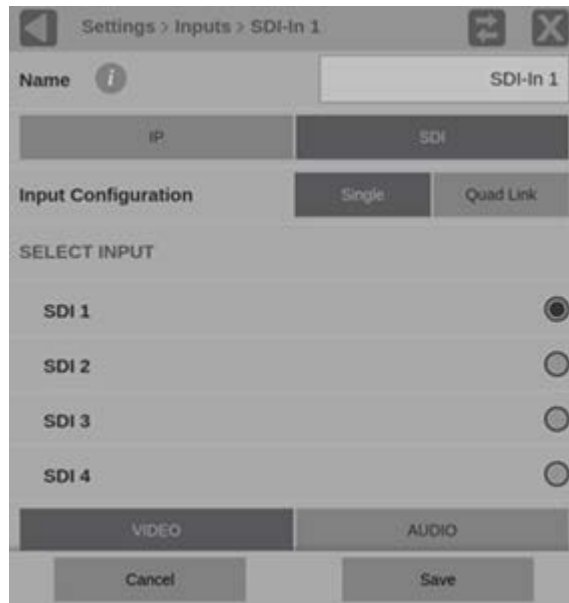 Settings > Inputs > SDI-In 1
Name i SDI-In 1
IP SDI
Input Configuration Single Quad Link
SELECT INPUT
SDI 1
SDI 2
SDI 3
SDI 4
VIDEO AUDIO
Cancel Save